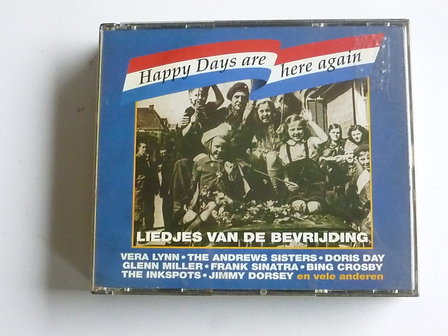 Happy Days are here again
LIEDJES VAN DE BEVRIJDING
VERA LYNN • THE ANDREWS SISTERS • DORIS DAY
GLENN MILLER • FRANK SINATRA • BING CROSBY
THE INKSPOTS • JIMMY DORSEY en vele anderen